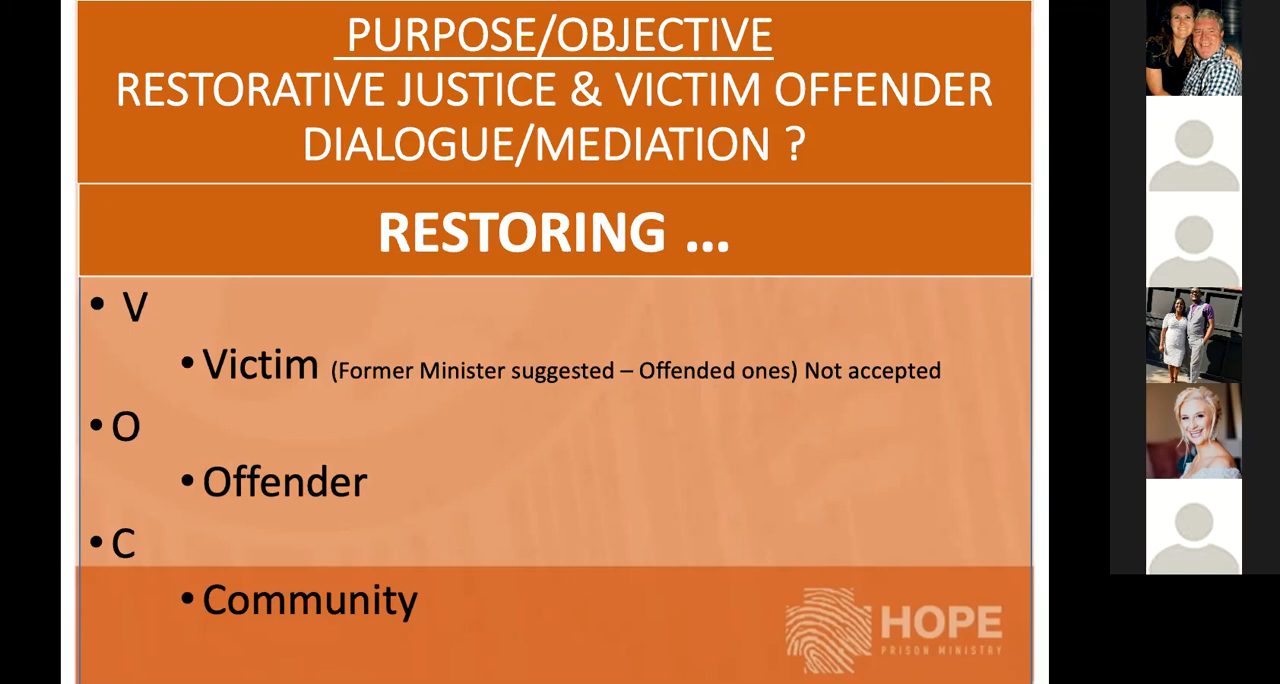 PURPOSE/OBJECTIVE
RESTORATIVE JUSTICE & VICTIM OFFENDER
DIALOGUE/MEDIATION ?
RESTORING ...
• V
• Victim (Former Minister suggested – Offended ones) Not accepted
• O
• Offender
• C
• Community
HOPE
PRISON MINISTRY